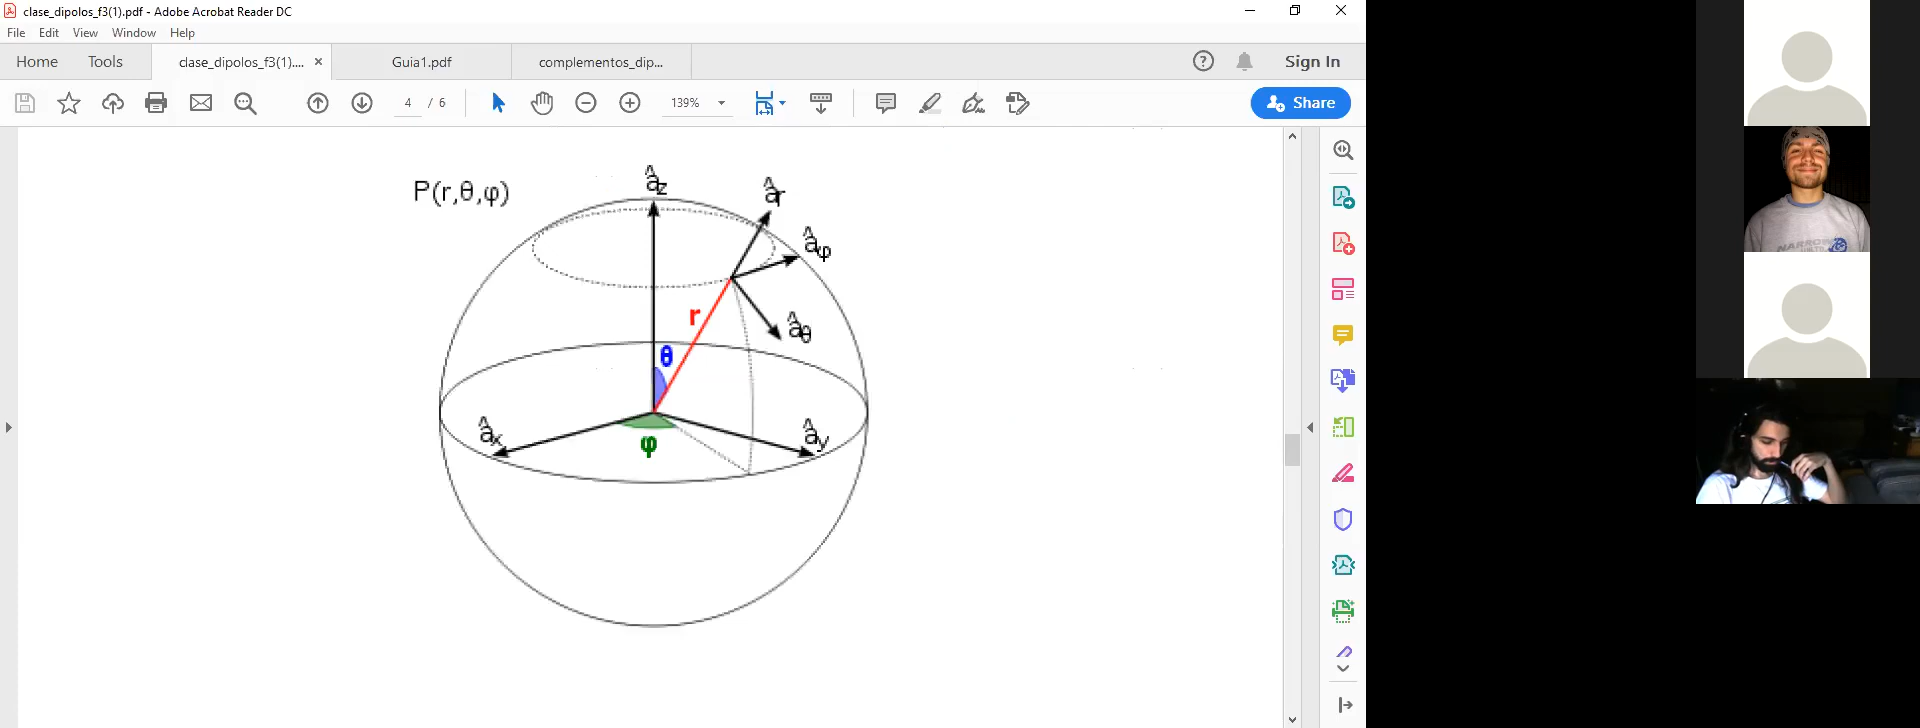 clase_dipolos_f3(1).pdf - Adobe Acrobat Reader DC
File Edit View Window Help
Home Tools clase_dipolos_f3(1).... × Guia1.pdf complementos_dip... Sign In
4 / 6 139% Share
P(r,θ,φ)
âz
âr
âφ
r
âθ
θ
âx
ây
φ
NARROW